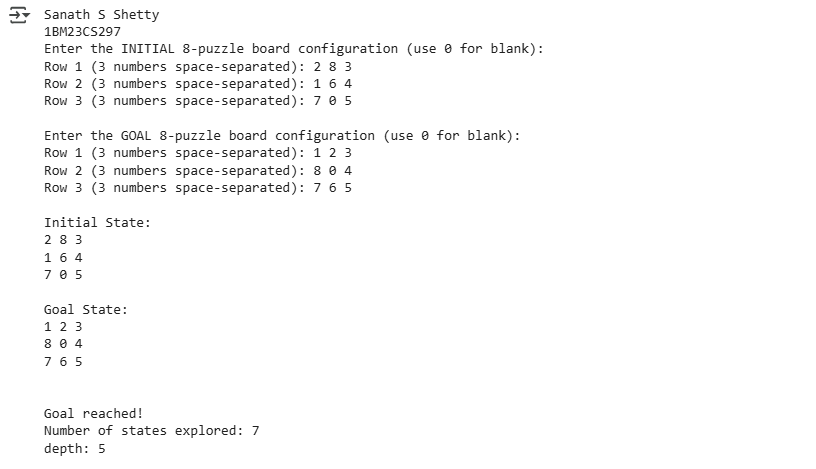 Sanath S Shetty
1BM23CS297
Enter the INITIAL 8-puzzle board configuration (use 0 for blank):
Row 1 (3 numbers space-separated): 2 8 3
Row 2 (3 numbers space-separated): 1 6 4
Row 3 (3 numbers space-separated): 7 0 5

Enter the GOAL 8-puzzle board configuration (use 0 for blank):
Row 1 (3 numbers space-separated): 1 2 3
Row 2 (3 numbers space-separated): 8 0 4
Row 3 (3 numbers space-separated): 7 6 5

Initial State:
2 8 3
1 6 4
7 0 5

Goal State:
1 2 3
8 0 4
7 6 5

Goal reached!
Number of states explored: 7
depth: 5